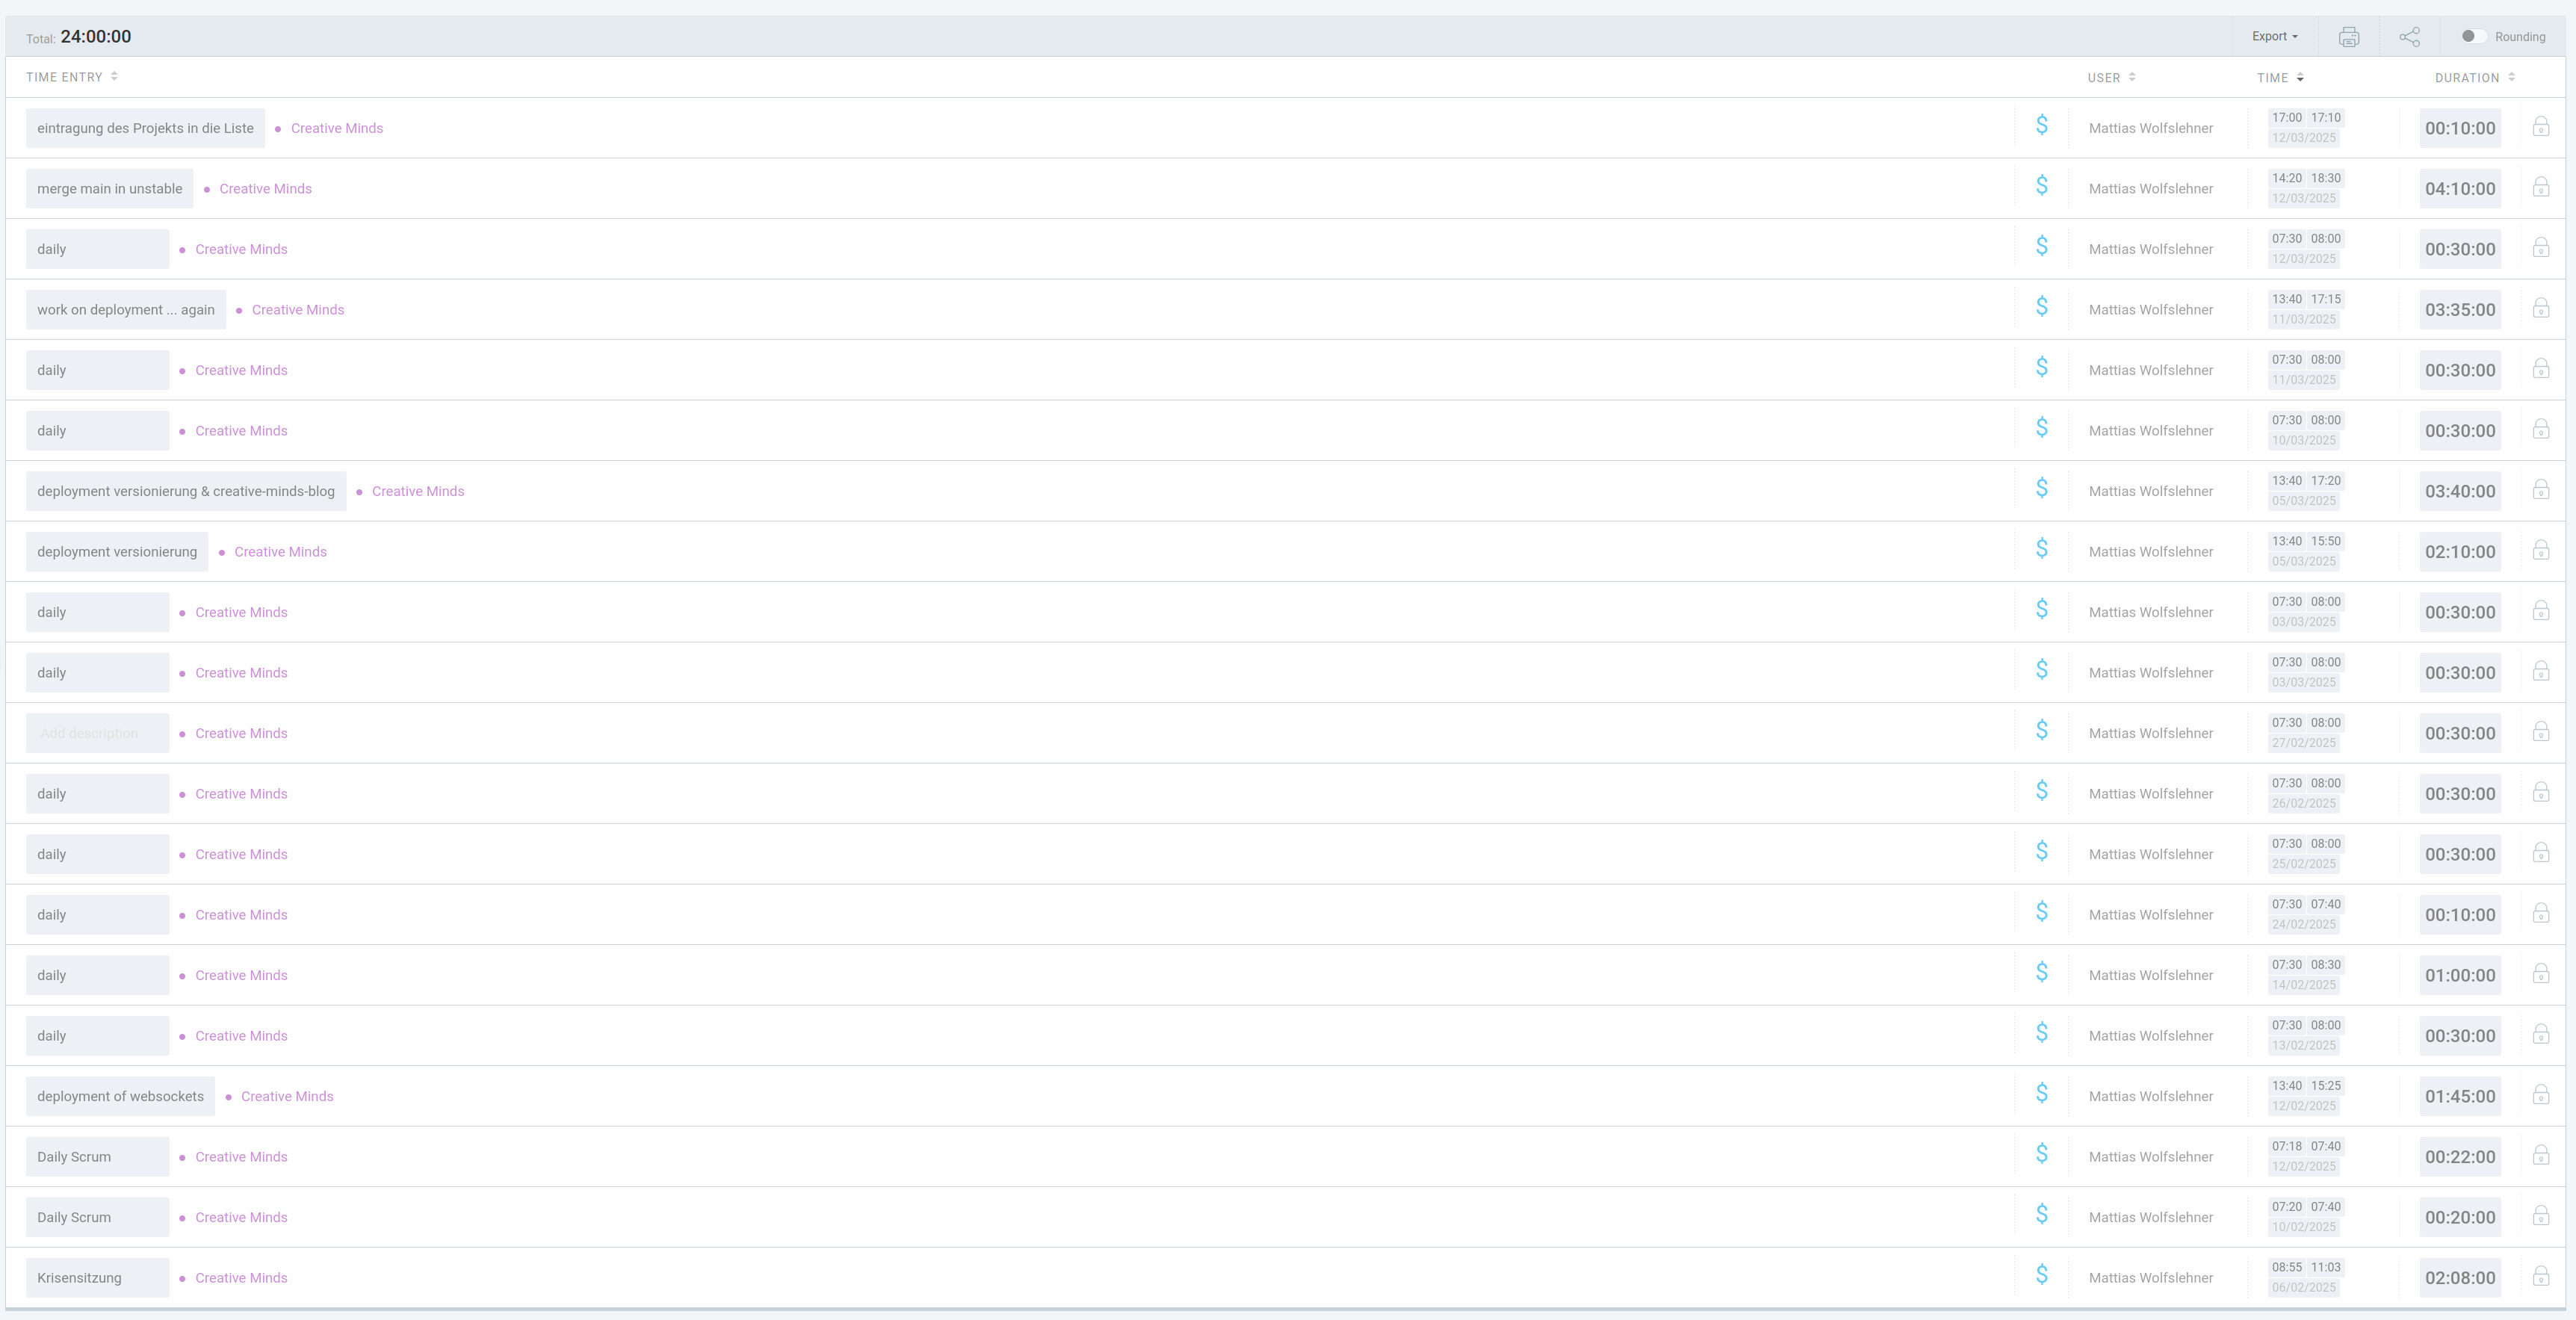 Total: 24:00:00 Export Rounding
TIME ENTRY USER TIME DURATION
eintragung des Projekts in die Liste • Creative Minds $ Mattias Wolfslehner 17:00 17:10 00:10:00
12/03/2025
merge main in unstable • Creative Minds $ Mattias Wolfslehner 14:20 18:30 04:10:00
12/03/2025
daily • Creative Minds $ Mattias Wolfslehner 07:30 08:00 00:30:00
12/03/2025
work on deployment ... again • Creative Minds $ Mattias Wolfslehner 13:40 17:15 03:35:00
11/03/2025
daily • Creative Minds $ Mattias Wolfslehner 07:30 08:00 00:30:00
11/03/2025
daily • Creative Minds $ Mattias Wolfslehner 07:30 08:00 00:30:00
10/03/2025
deployment versionierung & creative-minds-blog • Creative Minds $ Mattias Wolfslehner 13:40 17:20 03:40:00
05/03/2025
deployment versionierung • Creative Minds $ Mattias Wolfslehner 13:40 15:50 02:10:00
05/03/2025
daily • Creative Minds $ Mattias Wolfslehner 07:30 08:00 00:30:00
03/03/2025
daily • Creative Minds $ Mattias Wolfslehner 07:30 08:00 00:30:00
03/03/2025
Add description • Creative Minds $ Mattias Wolfslehner 07:30 08:00 00:30:00
27/02/2025
daily • Creative Minds $ Mattias Wolfslehner 07:30 08:00 00:30:00
26/02/2025
daily • Creative Minds $ Mattias Wolfslehner 07:30 08:00 00:30:00
25/02/2025
daily • Creative Minds $ Mattias Wolfslehner 07:30 07:40 00:10:00
24/02/2025
daily • Creative Minds $ Mattias Wolfslehner 07:30 08:30 01:00:00
14/02/2025
daily • Creative Minds $ Mattias Wolfslehner 07:30 08:00 00:30:00
13/02/2025
deployment of websockets • Creative Minds $ Mattias Wolfslehner 13:40 15:25 01:45:00
12/02/2025
Daily Scrum • Creative Minds $ Mattias Wolfslehner 07:18 07:40 00:22:00
12/02/2025
Daily Scrum • Creative Minds $ Mattias Wolfslehner 07:20 07:40 00:20:00
10/02/2025
Krisensitzung • Creative Minds $ Mattias Wolfslehner 08:55 11:03 02:08:00
06/02/2025